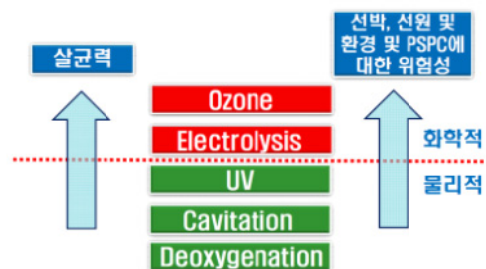 살균력
선박, 선원 및
환경 및 PSPC에
대한 위험성
Ozone
Electrolysis
화학적
UV
물리적
Cavitation
Deoxygenation